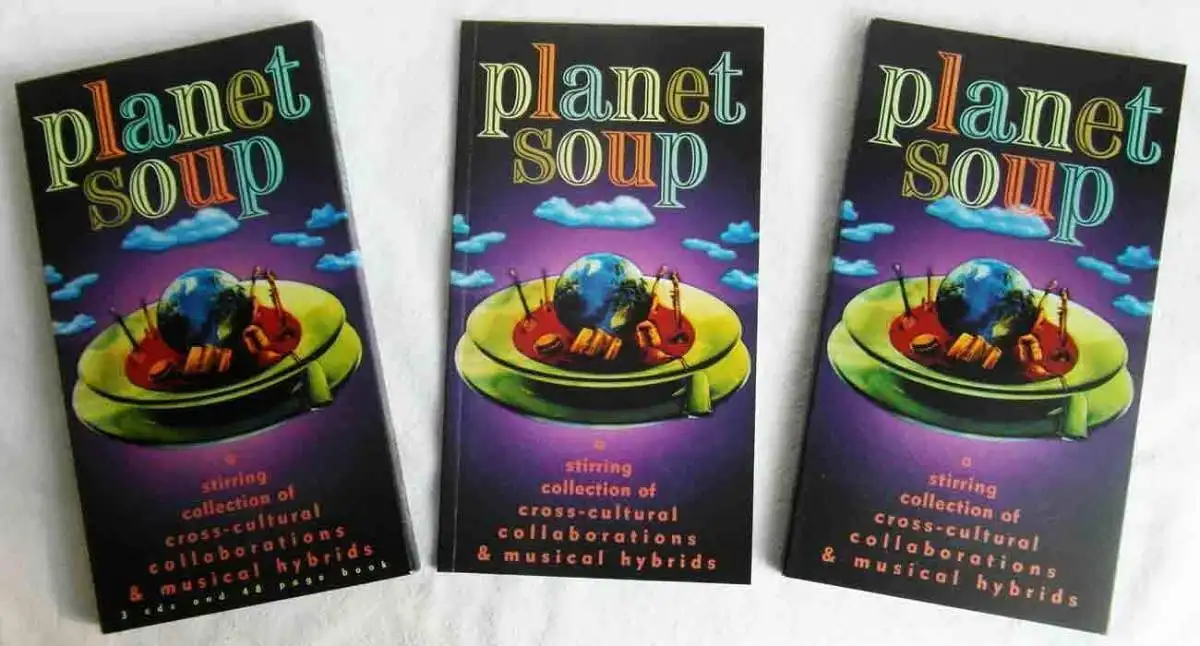 planet
soup
a
stirring
collection of
cross-cultural
collaborations
& musical hybrids
3 cds and 48 page book
planet
soup
a
stirring
collection of
cross-cultural
collaborations
& musical hybrids
planet
soup
a
stirring
collection of
cross-cultural
collaborations
& musical hybrids